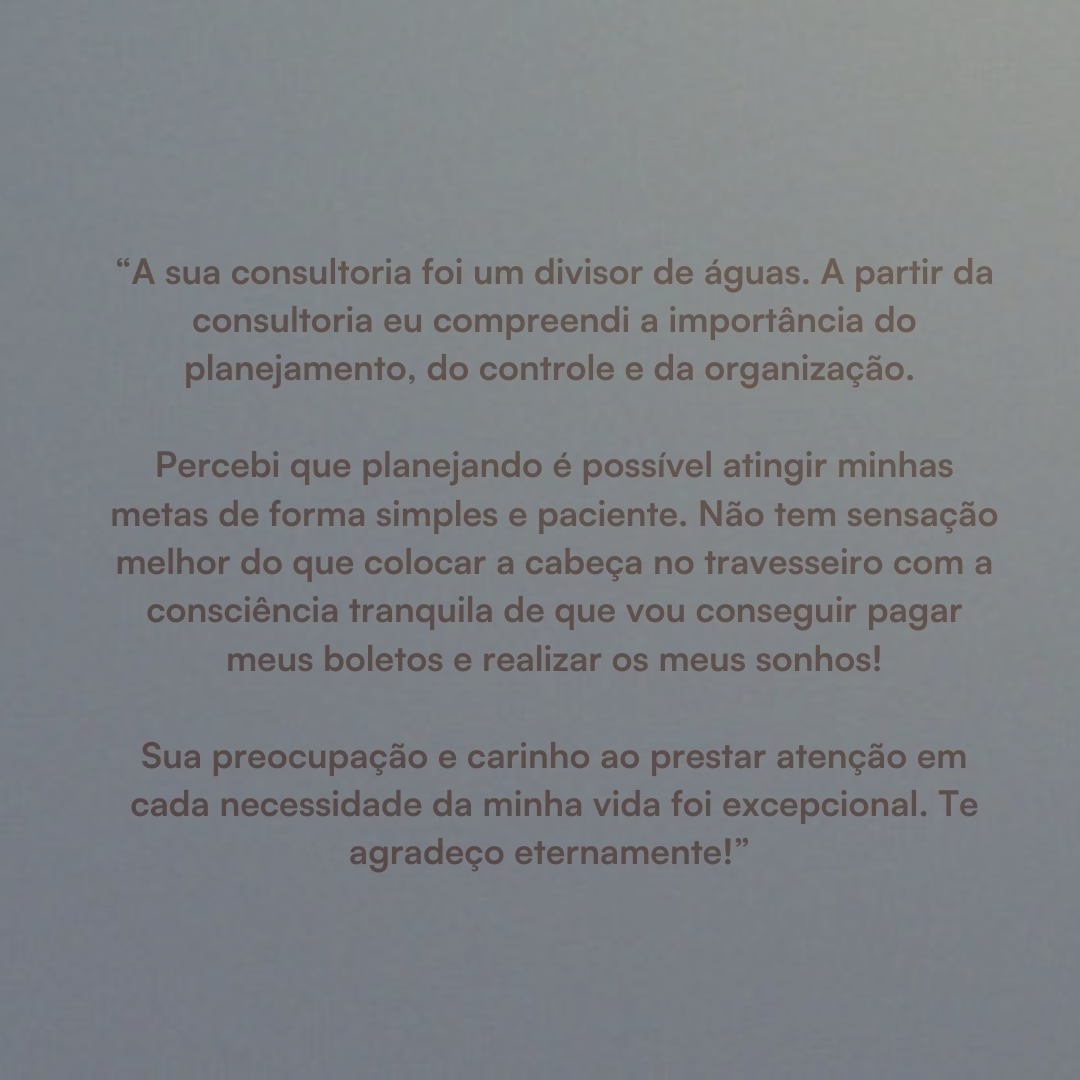 “A sua consultoria foi um divisor de águas. A partir da
consultoria eu compreendi a importância do
planejamento, do controle e da organização.
Percebi que planejando é possível atingir minhas
metas de forma simples e paciente. Não tem sensação
melhor do que colocar a cabeça no travesseiro com a
consciência tranquila de que vou conseguir pagar
meus boletos e realizar os meus sonhos!
Sua preocupação e carinho ao prestar atenção em
cada necessidade da minha vida foi excepcional. Te
agradeço eternamente!”